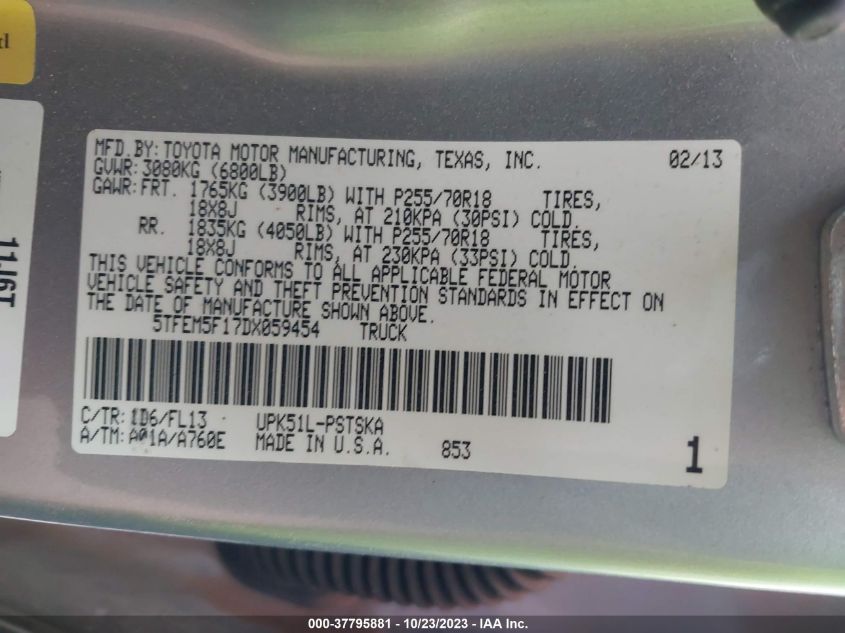 MFD.BY: TOYOTA MOTOR MANUFACTURING, TEXAS, INC. 02/13
GVWR: 3080KG (6800LB)
GAWR: FRT. 1765KG (3900LB) WITH P255/70R18 TIRES,
18X8J RIMS, AT 210KPA (30PSI) COLD.
RR. 1835KG (4050LB) WITH P255/70R18 TIRES,
18X8J RIMS, AT 230KPA (33PSI) COLD.
THIS VEHICLE CONFORMS TO ALL APPLICABLE FEDERAL MOTOR
VEHICLE SAFETY AND THEFT PREVENTION STANDARDS IN EFFECT ON
THE DATE OF MANUFACTURE SHOWN ABOVE.
5TFEM5F17DX059454 TRUCK
C/TR: 1D6/FL13 UPK51L-PSTSKA
A/TM: A01A/A760E MADE IN U.S.A. 853 1
11J6T
000-37795881 - 10/23/2023 - IAA Inc.